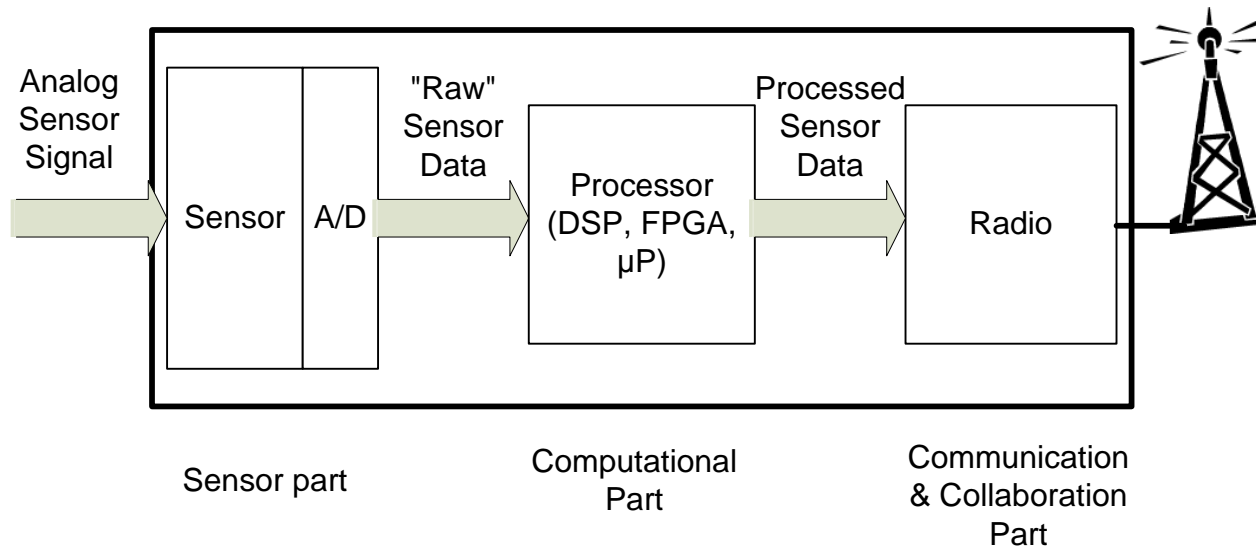 Analog
Sensor
Signal
Sensor
A/D
"Raw"
Sensor
Data
Processor
(DSP, FPGA,
µP)
Processed
Sensor
Data
Radio
Sensor part
Computational
Part
Communication
& Collaboration
Part